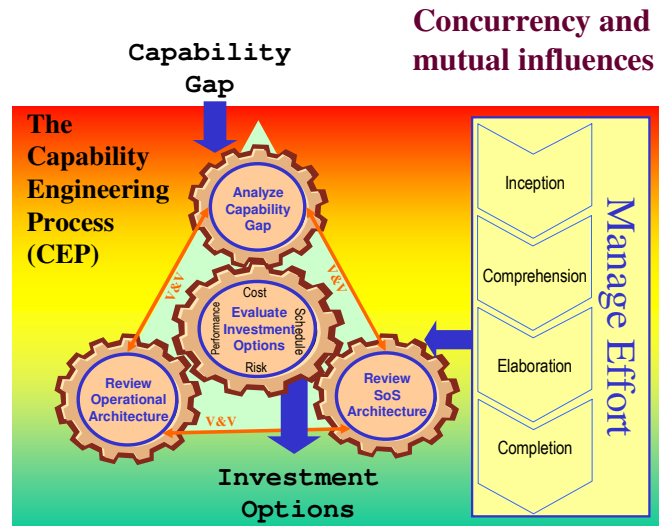 Concurrency and
mutual influences
Capability
Gap
The
Capability
Engineering
Process
(CEP)
Analyze
Capability
Gap
V&V
V&V
Cost
Performance
Evaluate
Investment
Options
Schedule
Risk
Review
Operational
Architecture
Review
SoS
Architecture
V&V
Investment
Options
Inception
Comprehension
Elaboration
Completion
Manage Effort